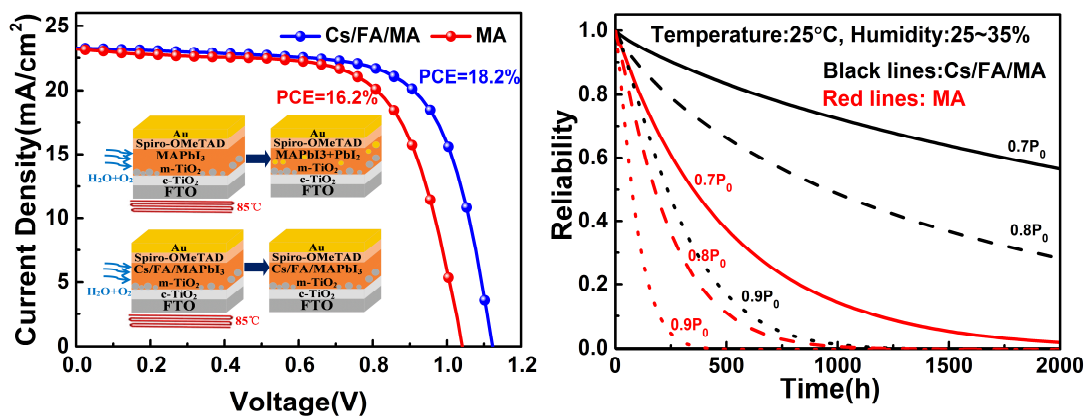 Current Density(mA/cm²)
25
20
15
10
5
0
Cs/FA/MA
MA
PCE=18.2%
PCE=16.2%
Au
Spiro-OMeTAD
MAPbI₃
m-TiO₂
c-TiO₂
FTO
H₂O+O₂
85℃
Au
Spiro-OMeTAD
MAPbI3+PbI₂
m-TiO₂
c-TiO₂
FTO
Au
Spiro-OMeTAD
Cs/FA/MAPbI₃
m-TiO₂
c-TiO₂
FTO
H₂O+O₂
85℃
Au
Spiro-OMeTAD
Cs/FA/MAPbI₃
m-TiO₂
c-TiO₂
FTO
0.0 0.2 0.4 0.6 0.8 1.0 1.2
Voltage(V)
Reliability
1.0
0.8
0.6
0.4
0.2
0.0
Temperature:25°C, Humidity:25~35%
Black lines:Cs/FA/MA
Red lines: MA
0.7P₀
0.7P₀
0.8P₀
0.8P₀
0.9P₀
0.9P₀
0 500 1000 1500 2000
Time(h)